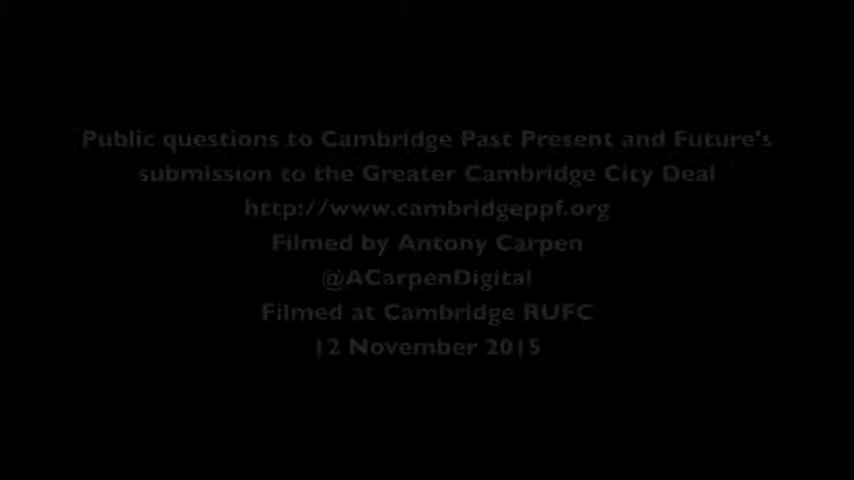 Public questions to Cambridge Past Present and Future's
submission to the Greater Cambridge City Deal
http://www.cambridgeppf.org
Filmed by Antony Carpen
@ACarpenDigital
Filmed at Cambridge RUFC
12 November 2015